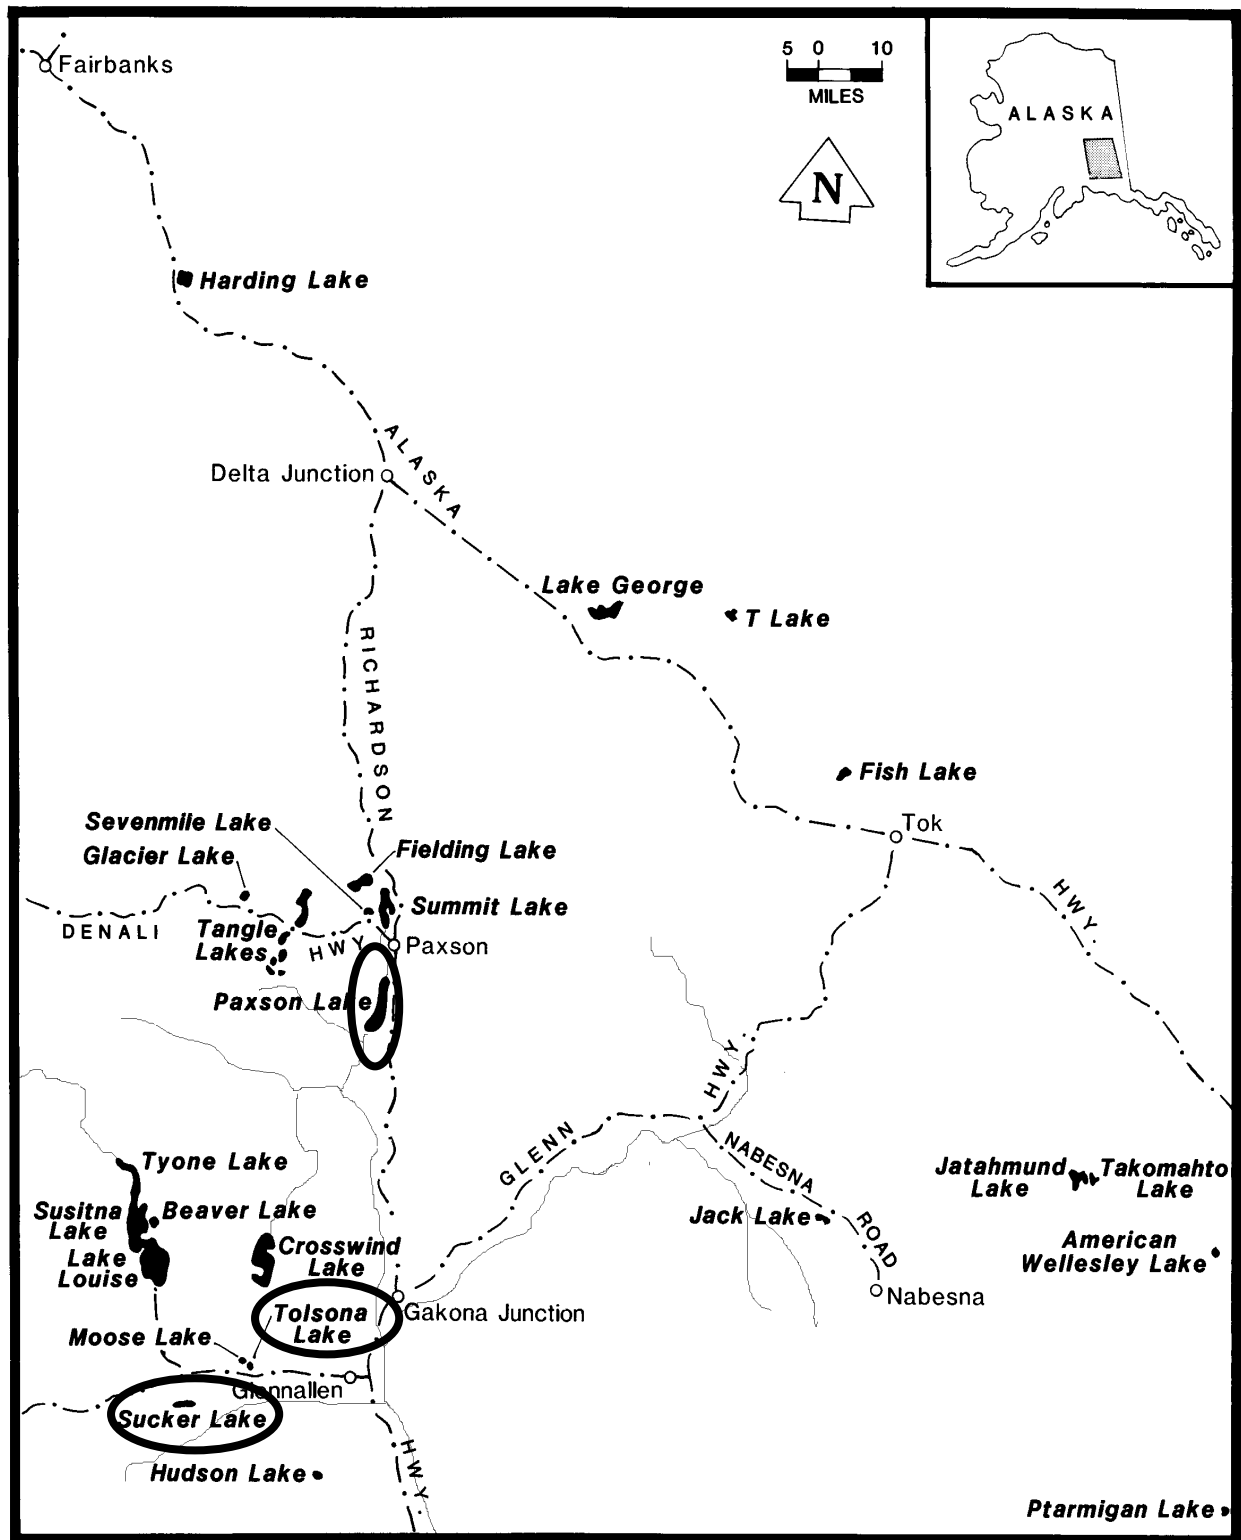 Fairbanks
5 0 10
MILES
N
ALASKA
Harding Lake
ALASKA
Delta Junction
Lake George
T Lake
RICHARDSON
Fish Lake
Tok
Sevenmile Lake
Glacier Lake
Fielding Lake
HWY.
Summit Lake
DENALI
Tangle
Lakes
HWY.
Paxson
Paxson Lake
HWY.
GLENN
NABESNA
ROAD
Tyone Lake
Jatahmund
Lake
Takomahto
Lake
Susitna
Lake
Beaver Lake
Jack Lake
Lake
Louise
Crosswind
Lake
American
Wellesley Lake
Nabesna
Tolsona
Lake
Gakona Junction
Moose Lake
Glennallen
Sucker Lake
Hudson Lake
HWY.
Ptarmigan Lake